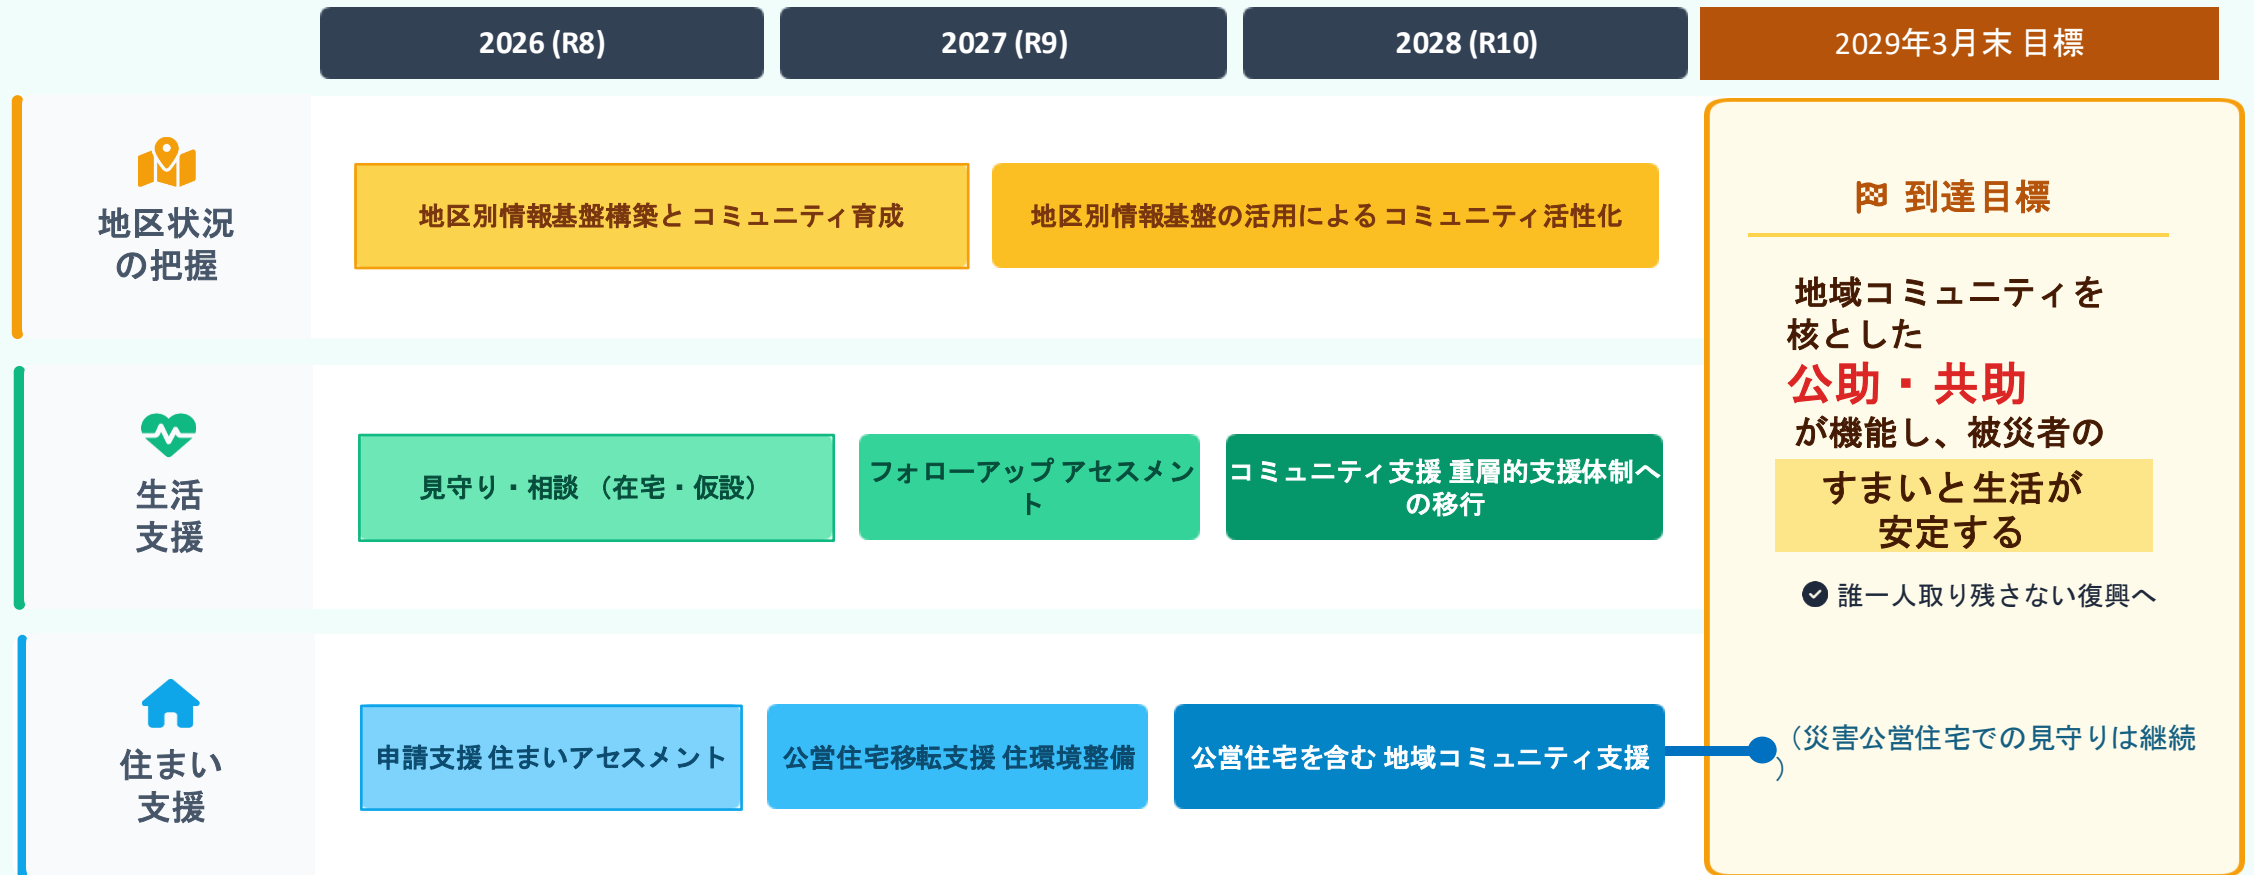 2026 (R8)
2027 (R9)
2028 (R10)
2029年3月末 目標
地区状況
の把握
地区別情報基盤構築と コミュニティ育成
地区別情報基盤の活用による コミュニティ活性化
生活
支援
見守り・相談 （在宅・仮設）
フォローアップ アセスメン
ト
コミュニティ支援 重層的支援体制へ
の移行
住まい
支援
申請支援 住まいアセスメント
公営住宅移転支援 住環境整備
公営住宅を含む 地域コミュニティ支援
到達目標
地域コミュニティを
核とした
公助・共助
が機能し、被災者の
すまいと生活が
安定する
誰一人取り残さない復興へ
（災害公営住宅での見守りは継続
）